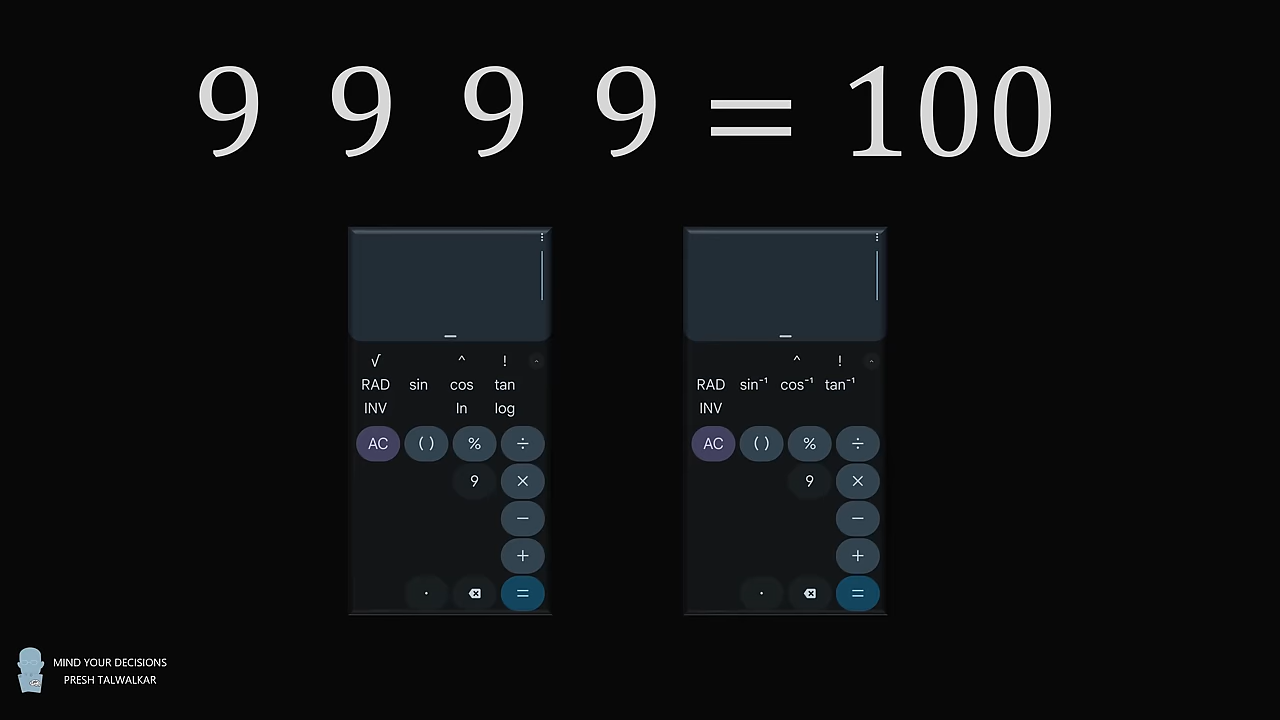 9 9 9 9 = 100
√ ^ !
RAD sin cos tan
INV ln log
AC ( ) % ÷
9 ×
−
+
· =
^ !
RAD sin⁻¹ cos⁻¹ tan⁻¹
INV
AC ( ) % ÷
9 ×
−
+
· =
MIND YOUR DECISIONS
PRESH TALWALKAR